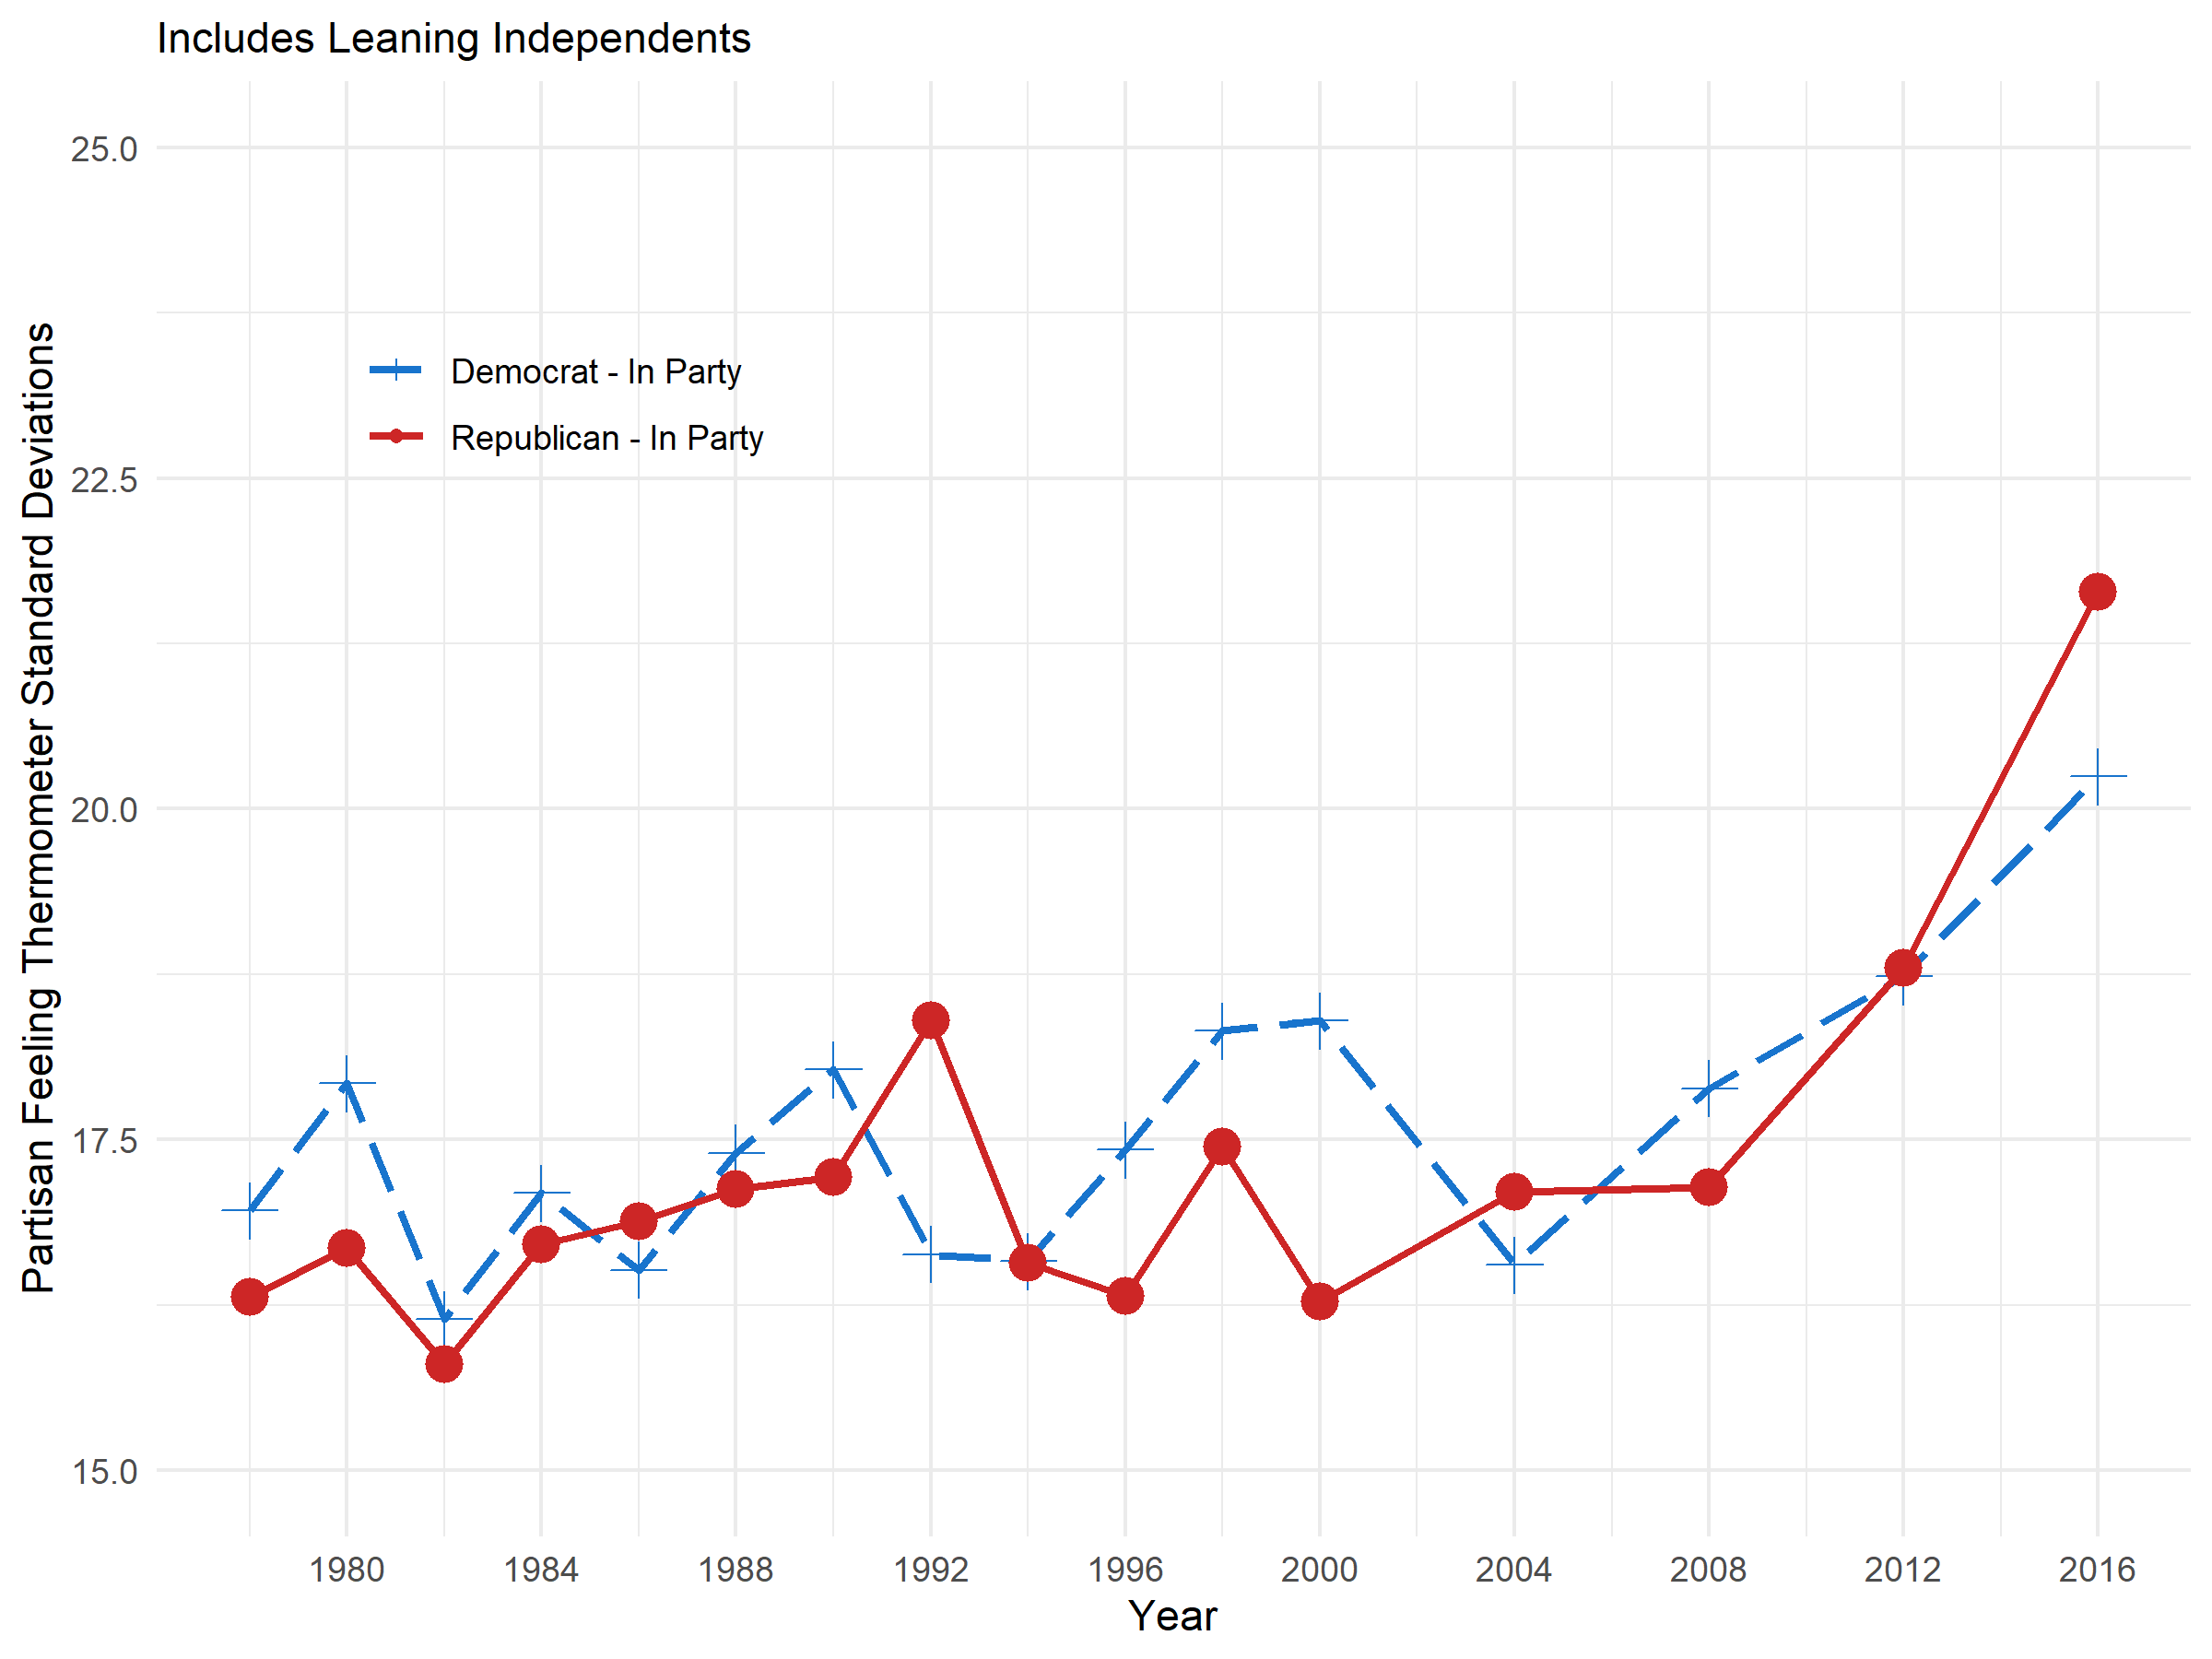 Includes Leaning Independents
Partisan Feeling Thermometer Standard Deviations
25.0
22.5
20.0
17.5
15.0
Democrat - In Party
Republican - In Party
1980 1984 1988 1992 1996 2000 2004 2008 2012 2016
Year